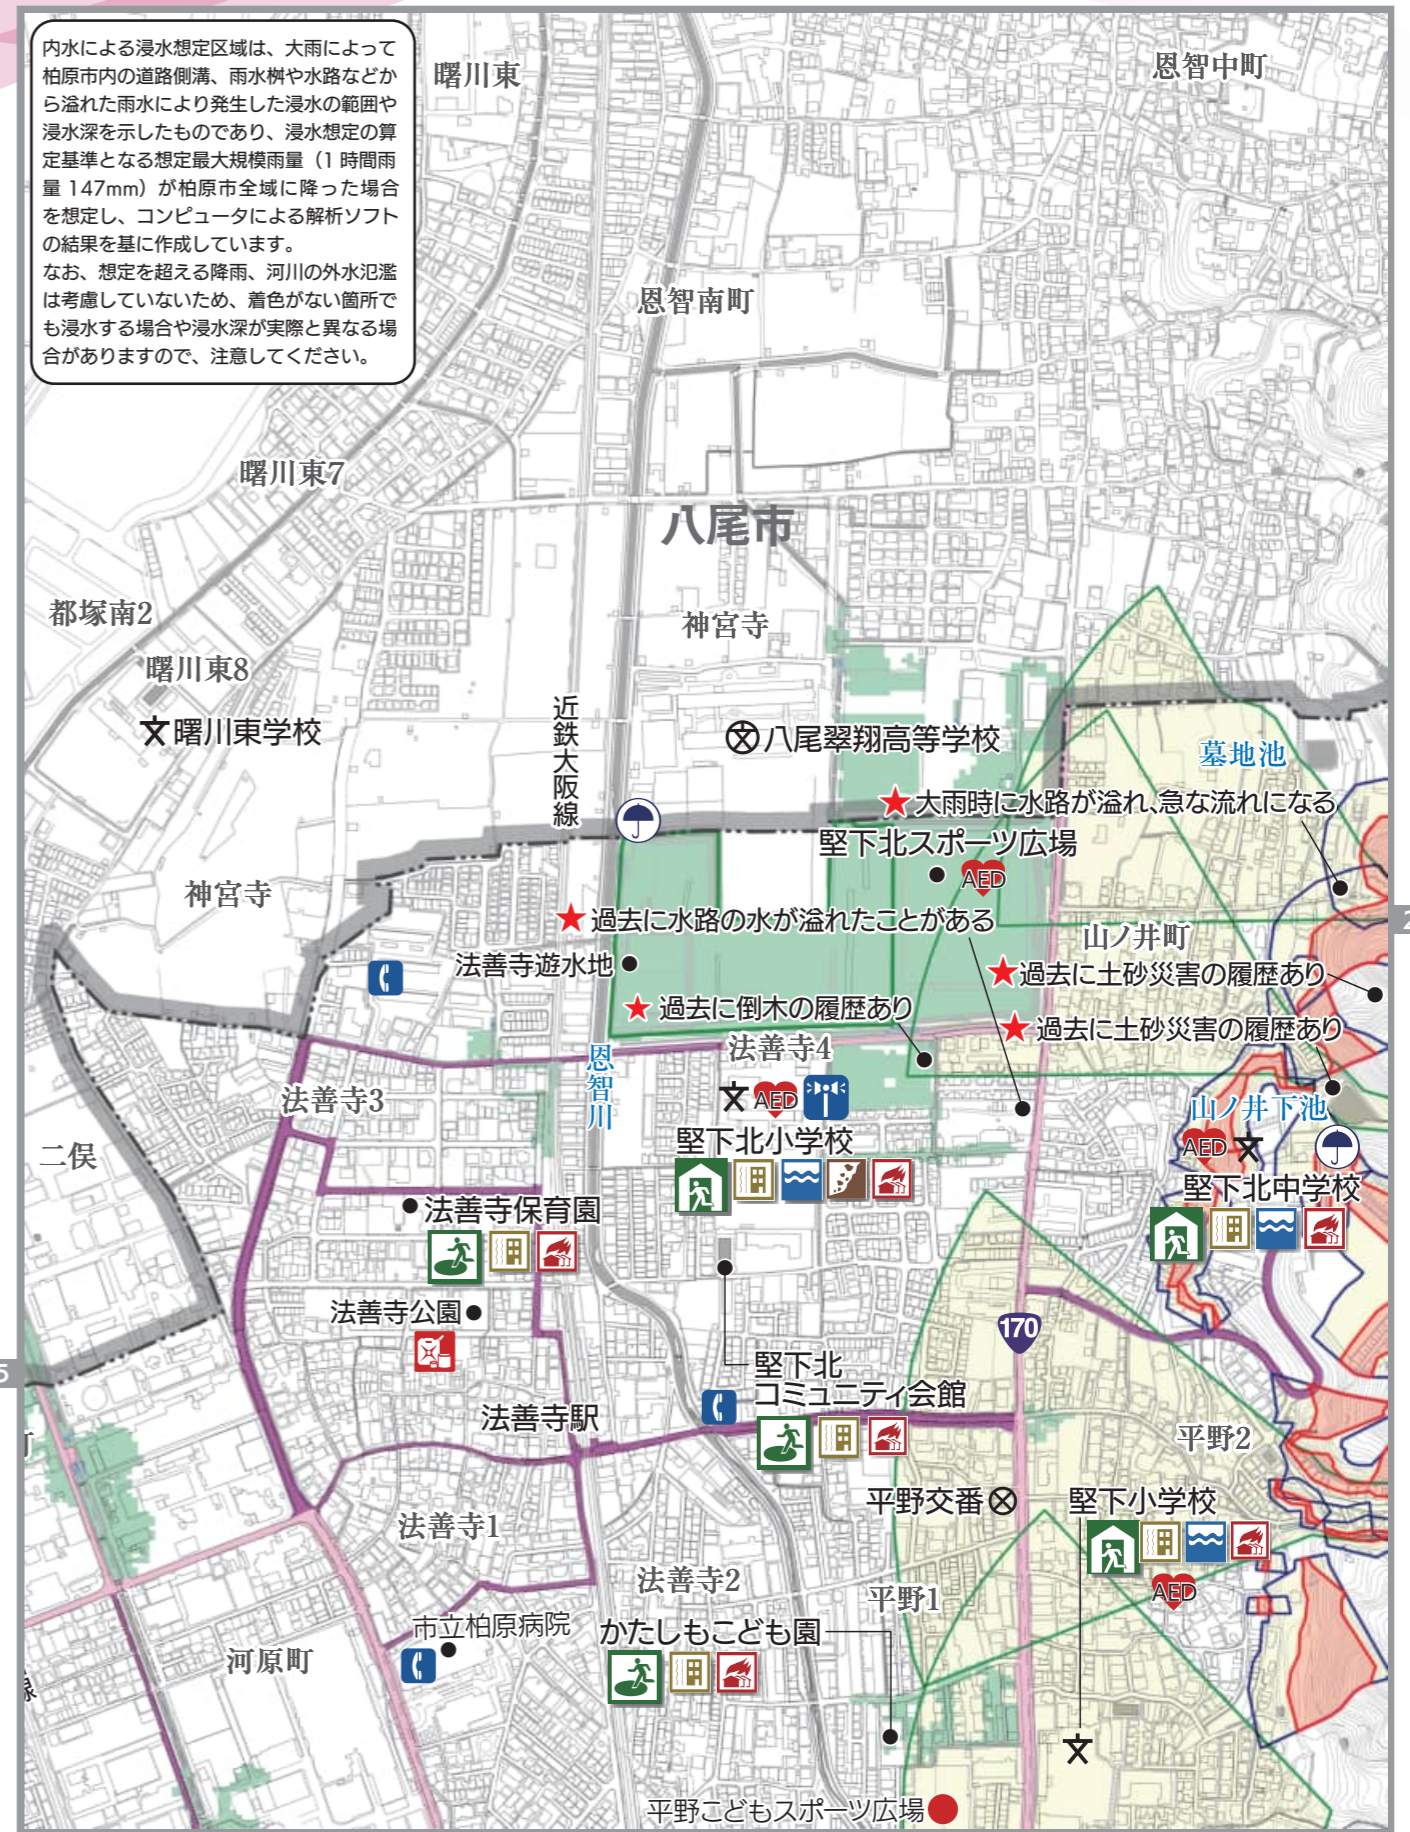 内水による浸水想定区域は、大雨によって
柏原市内の道路側溝、雨水桝や水路などか
ら溢れた雨水により発生した浸水の範囲や
浸水深を示したものであり、浸水想定の算
定基準となる想定最大規模雨量（1 時間雨
量 147mm）が柏原市全域に降った場合
を想定し、コンピュータによる解析ソフト
の結果を基に作成しています。
なお、想定を超える降雨、河川の外水氾濫
は考慮していないため、着色がない箇所で
も浸水する場合や浸水深が実際と異なる場
合がありますので、注意してください。
曙川東
恩智中町
恩智南町
曙川東7
八尾市
都塚南2
神宮寺
曙川東8
文曙川東学校
近鉄大阪線
文八尾翠翔高等学校
墓地池
★大雨時に水路が溢れ、急な流れになる
堅下北スポーツ広場
AED
神宮寺
★過去に水路の水が溢れたことがある
山ノ井町
法善寺遊水地
★過去に土砂災害の履歴あり
★過去に倒木の履歴あり
★過去に土砂災害の履歴あり
法善寺4
恩智川
法善寺3
文 AED
山ノ井下池
堅下北小学校
AED 文
二俣
堅下北中学校
法善寺保育園
法善寺公園
170
堅下北
コミュニティ会館
法善寺駅
平野2
平野交番
堅下小学校
法善寺1
法善寺2
AED
平野1
市立柏原病院
かたしもこども園
河原町
文
平野こどもスポーツ広場
2
5